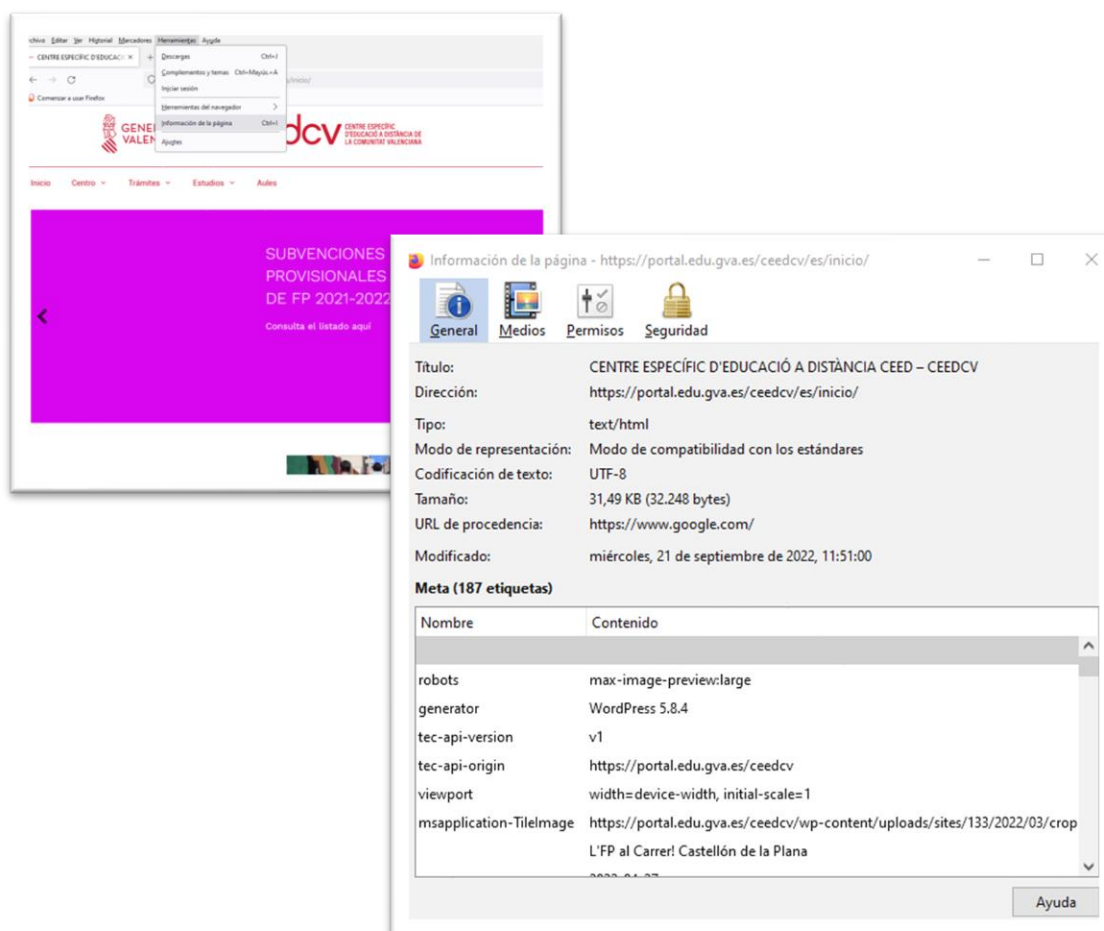 Archivo Editar Ver Historial Marcadores Herramientas Ayuda
CENTRE ESPECÍFIC D'EDUCACI
Descargas Ctrl+J
Complementos y temas Ctrl+Mayús.+A
Iniciar sesión
Herramientas del navegador
Información de la página Ctrl+I
Ajustes
/inicio/
Comenzar a usar Firefox
GENE
VALEN
dcv
CENTRE ESPECÍFIC
D'EDUCACIÓ A DISTÀNCIA DE
LA COMUNITAT VALENCIANA
Inicio Centro Trámites Estudios Aules
SUBVENCIONES
PROVISIONALES
DE FP 2021-2022
Consulta el listado aquí
Información de la página - https://portal.edu.gva.es/ceedcv/es/inicio/
General Medios Permisos Seguridad
Título: CENTRE ESPECÍFIC D'EDUCACIÓ A DISTÀNCIA CEED – CEEDCV
Dirección: https://portal.edu.gva.es/ceedcv/es/inicio/
Tipo: text/html
Modo de representación: Modo de compatibilidad con los estándares
Codificación de texto: UTF-8
Tamaño: 31,49 KB (32.248 bytes)
URL de procedencia: https://www.google.com/
Modificado: miércoles, 21 de septiembre de 2022, 11:51:00
Meta (187 etiquetas)
Nombre Contenido
robots max-image-preview:large
generator WordPress 5.8.4
tec-api-version v1
tec-api-origin https://portal.edu.gva.es/ceedcv
viewport width=device-width, initial-scale=1
msapplication-TileImage https://portal.edu.gva.es/ceedcv/wp-content/uploads/sites/133/2022/03/crop
L'FP al Carrer! Castellón de la Plana
Ayuda